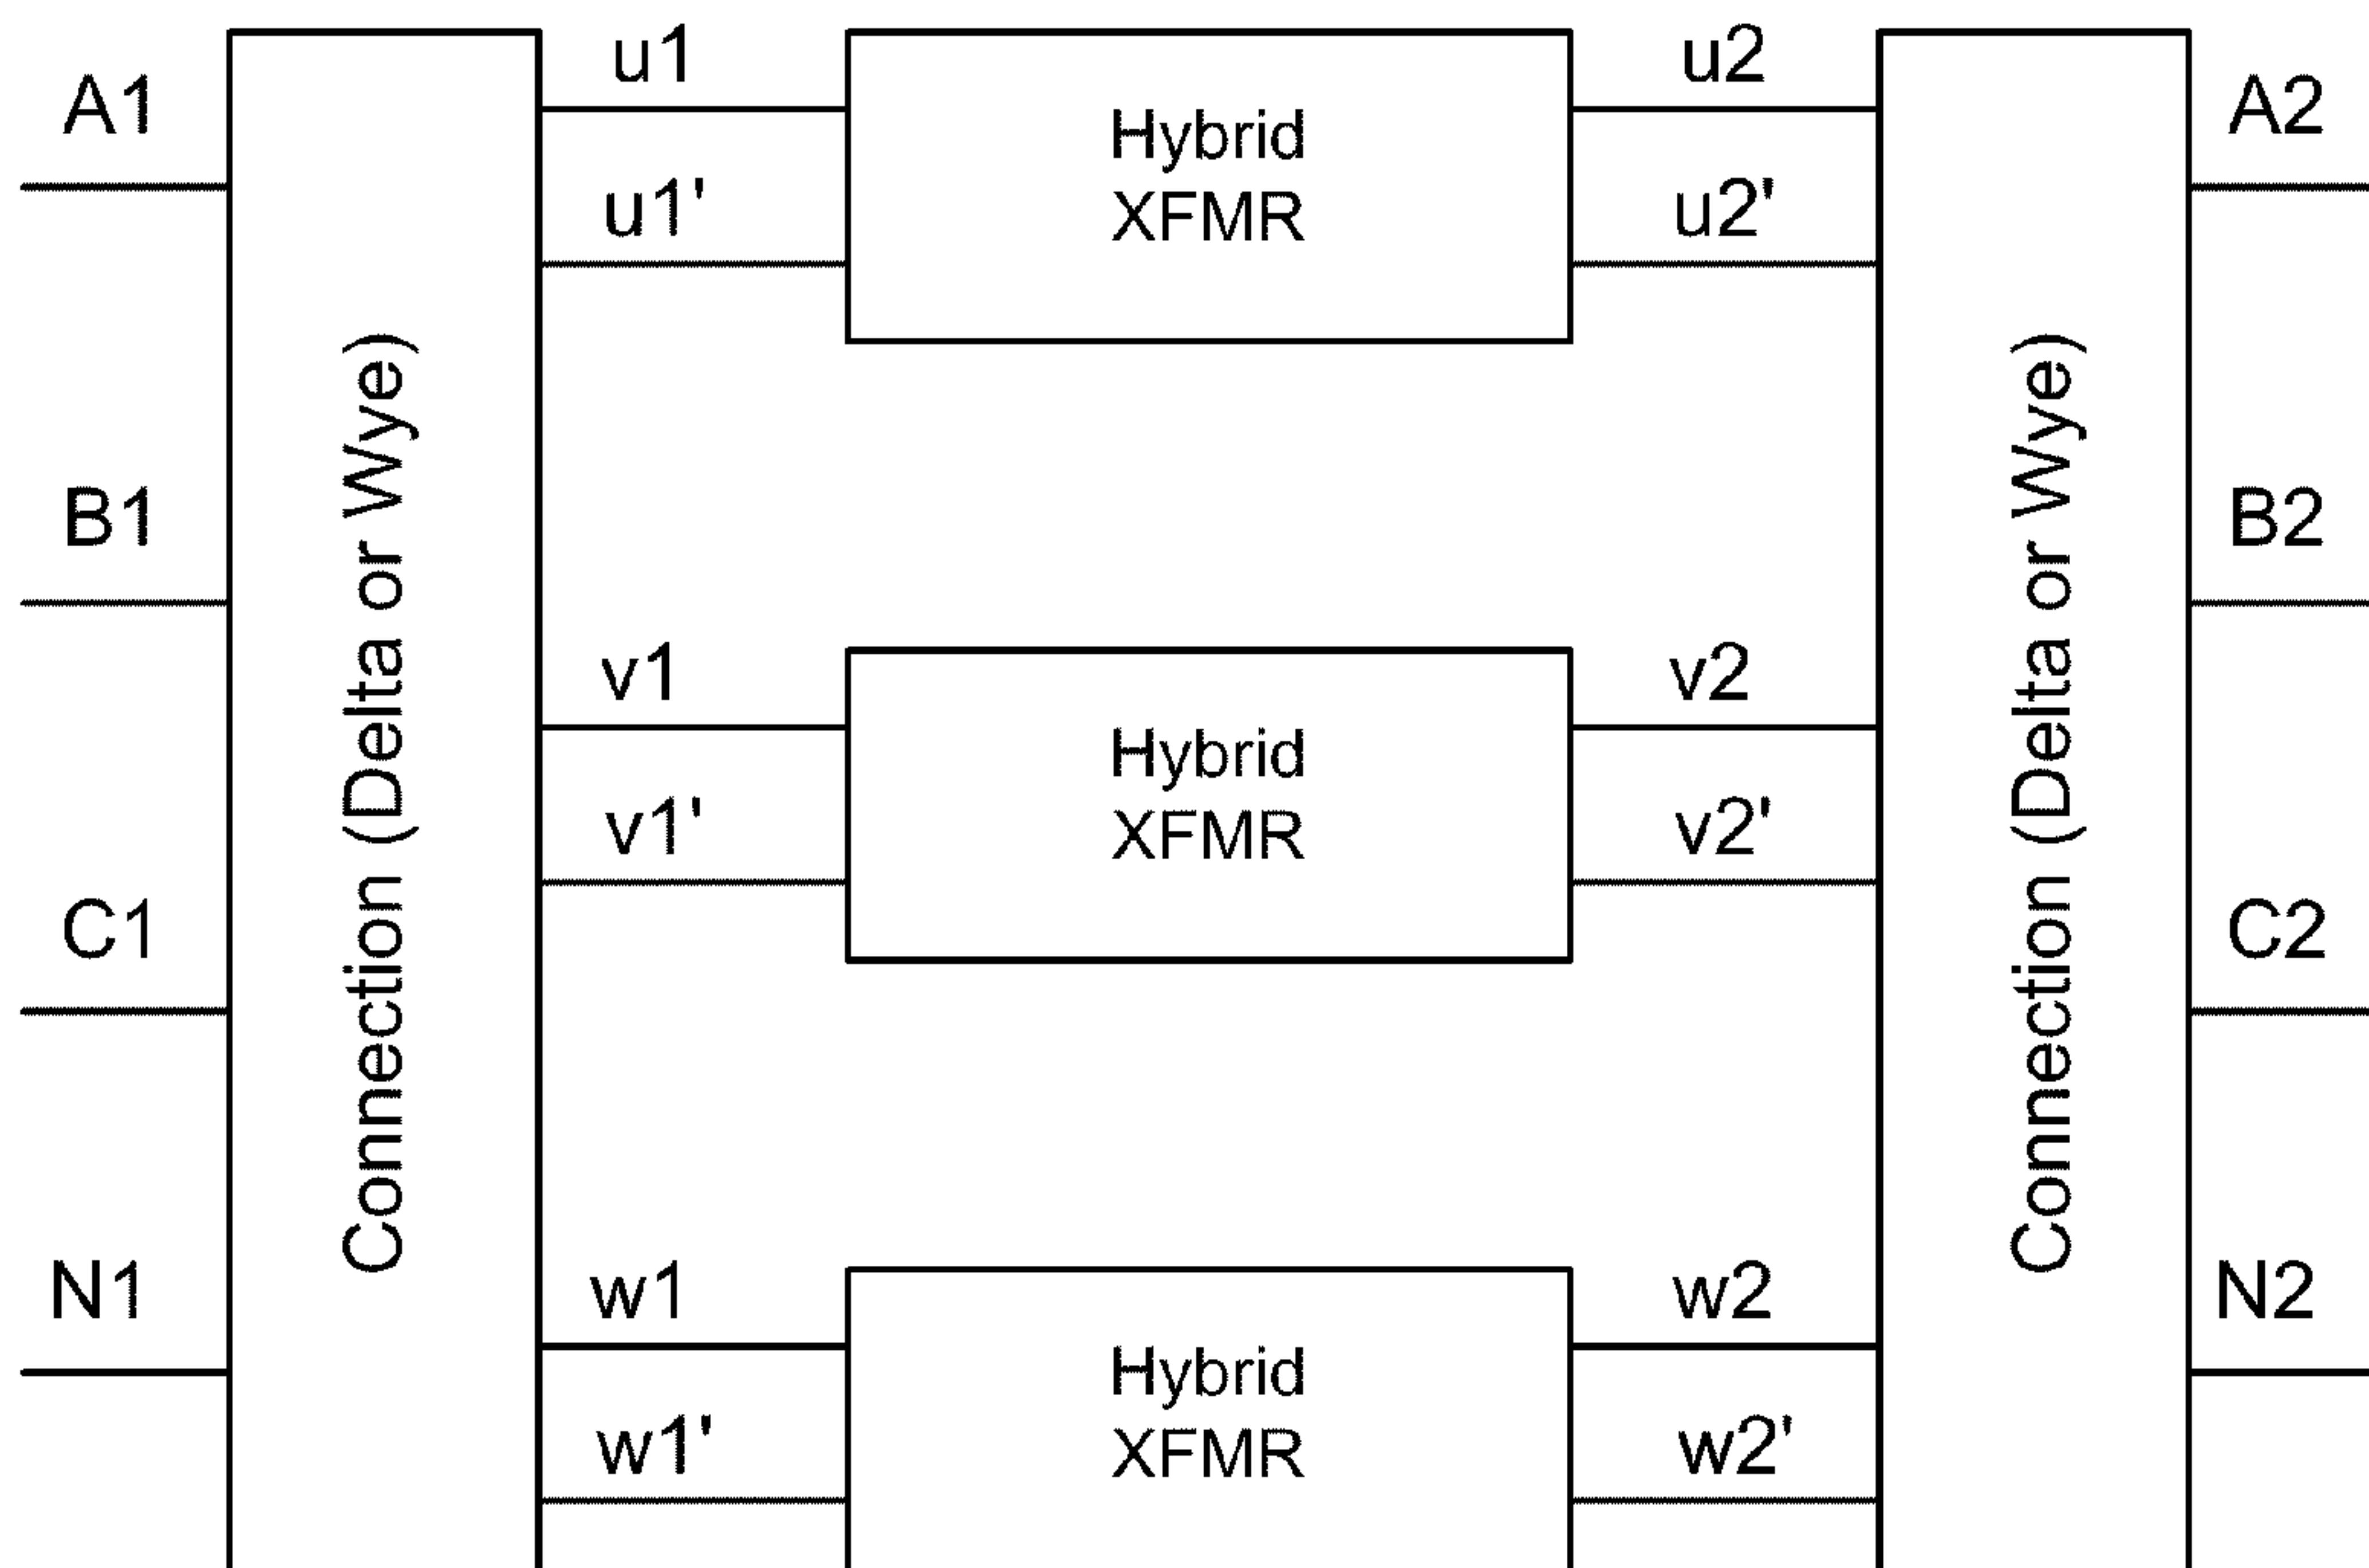 A1
B1
C1
N1
Connection (Delta or Wye)
u1
u1'
v1
v1'
w1
w1'
Hybrid
XFMR
Hybrid
XFMR
Hybrid
XFMR
u2
u2'
v2
v2'
w2
w2'
Connection (Delta or Wye)
A2
B2
C2
N2